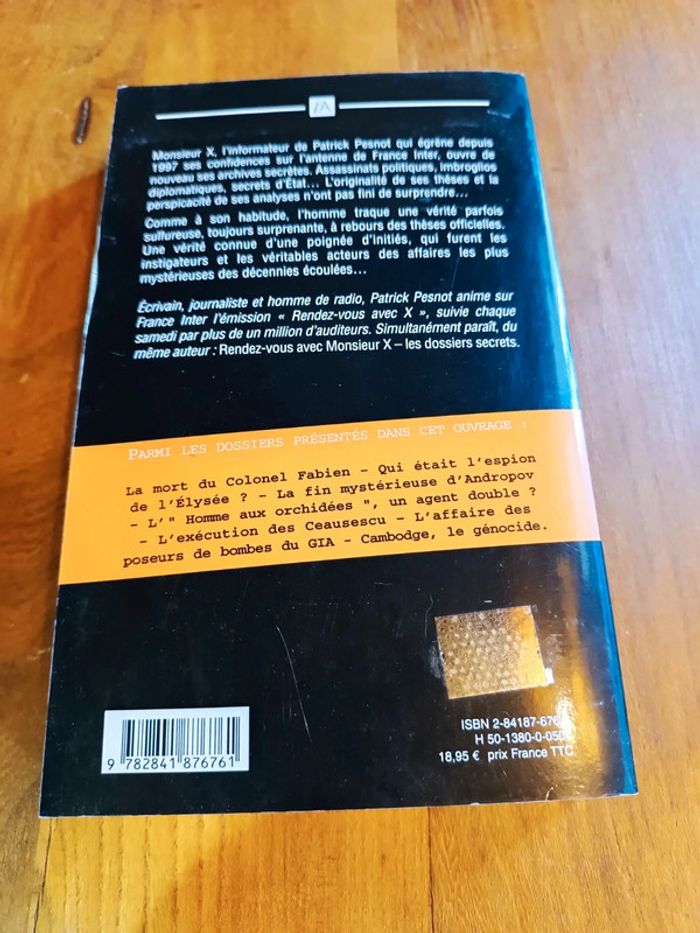 /A
Monsieur X, l'informateur de Patrick Pesnot qui égrène depuis
1997 ses confidences sur l'antenne de France Inter, ouvre de
nouveau ses archives secrètes. Assassinats politiques, imbroglios
diplomatiques, secrets d'État... L'originalité de ses thèses et la
perspicacité de ses analyses n'ont pas fini de surprendre...
Comme à son habitude, l'homme traque une vérité parfois
sulfureuse, toujours surprenante, à rebours des thèses officielles.
Une vérité connue d'une poignée d'initiés, qui furent les
instigateurs et les véritables acteurs des affaires les plus
mystérieuses des décennies écoulées...
Écrivain, journaliste et homme de radio, Patrick Pesnot anime sur
France Inter l'émission « Rendez-vous avec X », suivie chaque
samedi par plus de un million d'auditeurs. Simultanément paraît, du
même auteur : Rendez-vous avec Monsieur X – les dossiers secrets.
PARMI LES DOSSIERS PRÉSENTÉS DANS CET OUVRAGE :
La mort du Colonel Fabien - Qui était l'espion
de l'Élysée ? - La fin mystérieuse d'Andropov
- L'" Homme aux orchidées ", un agent double ?
- L'exécution des Ceausescu - L'affaire des
poseurs de bombes du GIA - Cambodge, le génocide.
9 782841 876761
ISBN 2-84187-676
H 50-1380-0-050
18,95 € prix France TTC